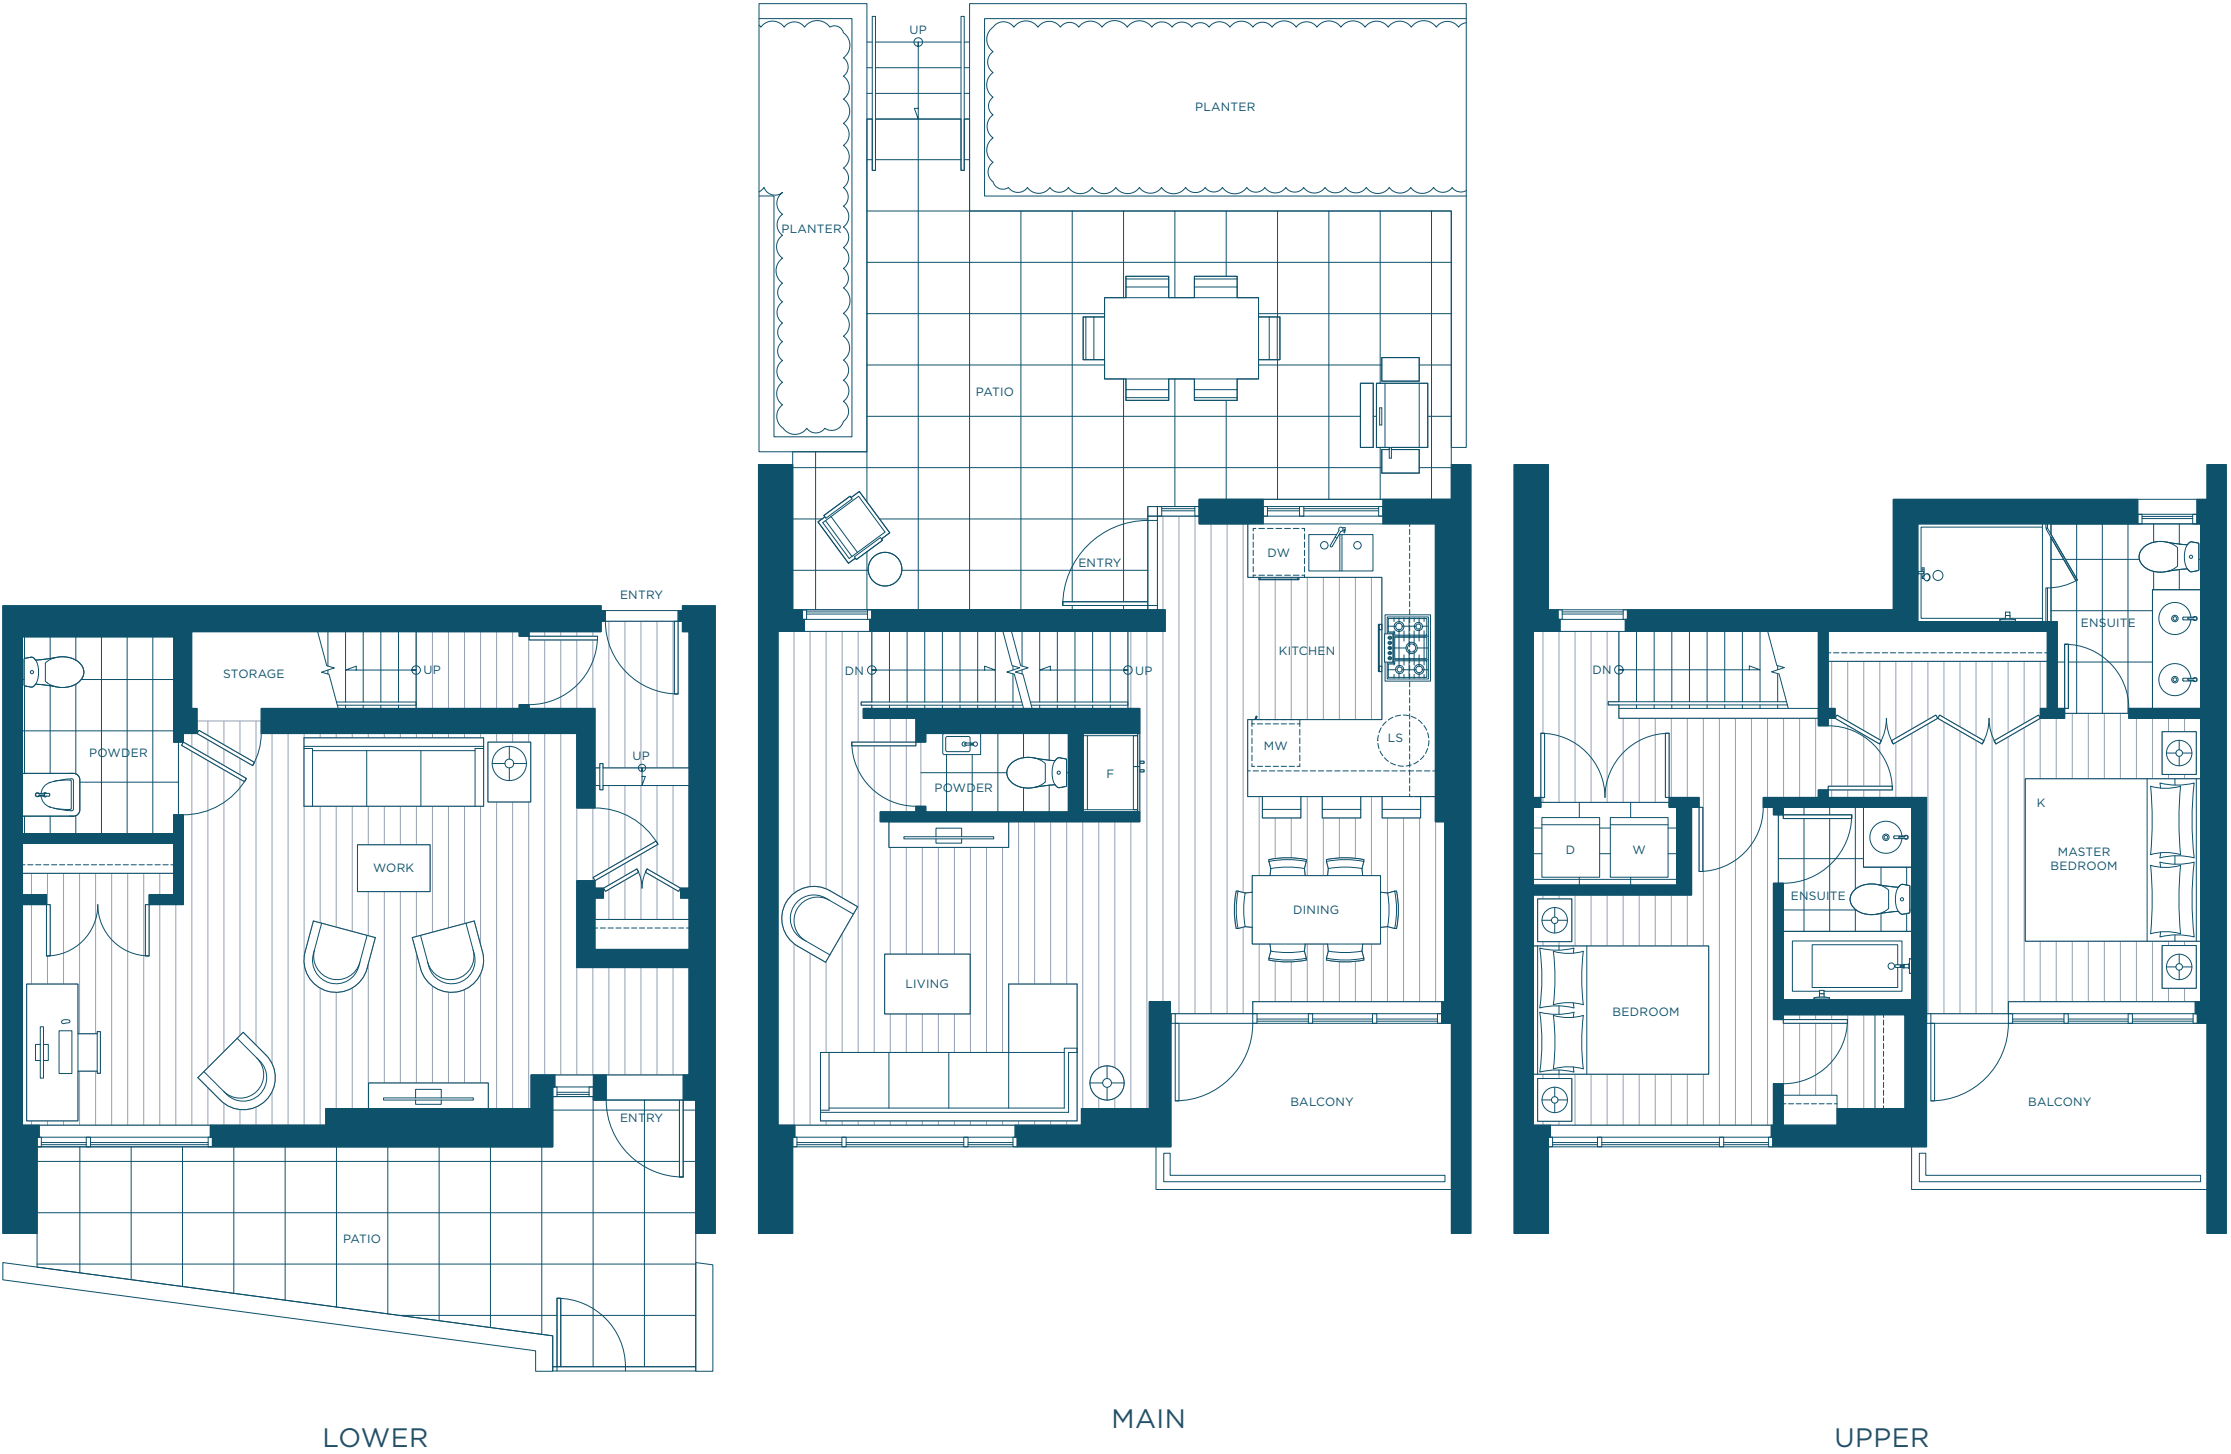 ENTRY
STORAGE
UP
POWDER
UP
WORK
ENTRY
PATIO
LOWER
UP
PLANTER
PLANTER
PATIO
ENTRY
DW
KITCHEN
DN
UP
MW
LS
POWDER
F
DINING
LIVING
BALCONY
MAIN
ENSUITE
DN
K
D
W
MASTER
BEDROOM
ENSUITE
BEDROOM
BALCONY
UPPER